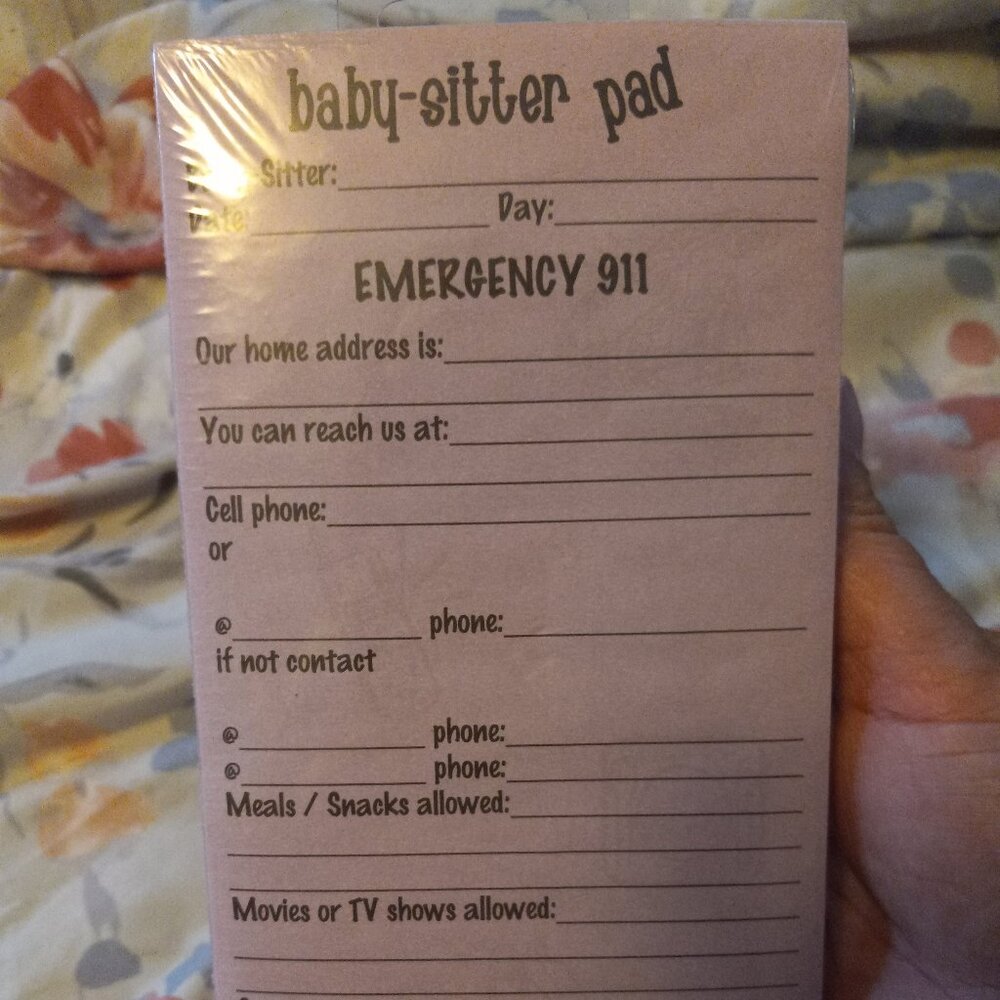 baby-sitter pad
Sitter:
Date: Day:
EMERGENCY 911
Our home address is:
You can reach us at:
Cell phone:
or
@ phone:
if not contact
@ phone:
@ phone:
Meals / Snacks allowed:
Movies or TV shows allowed: